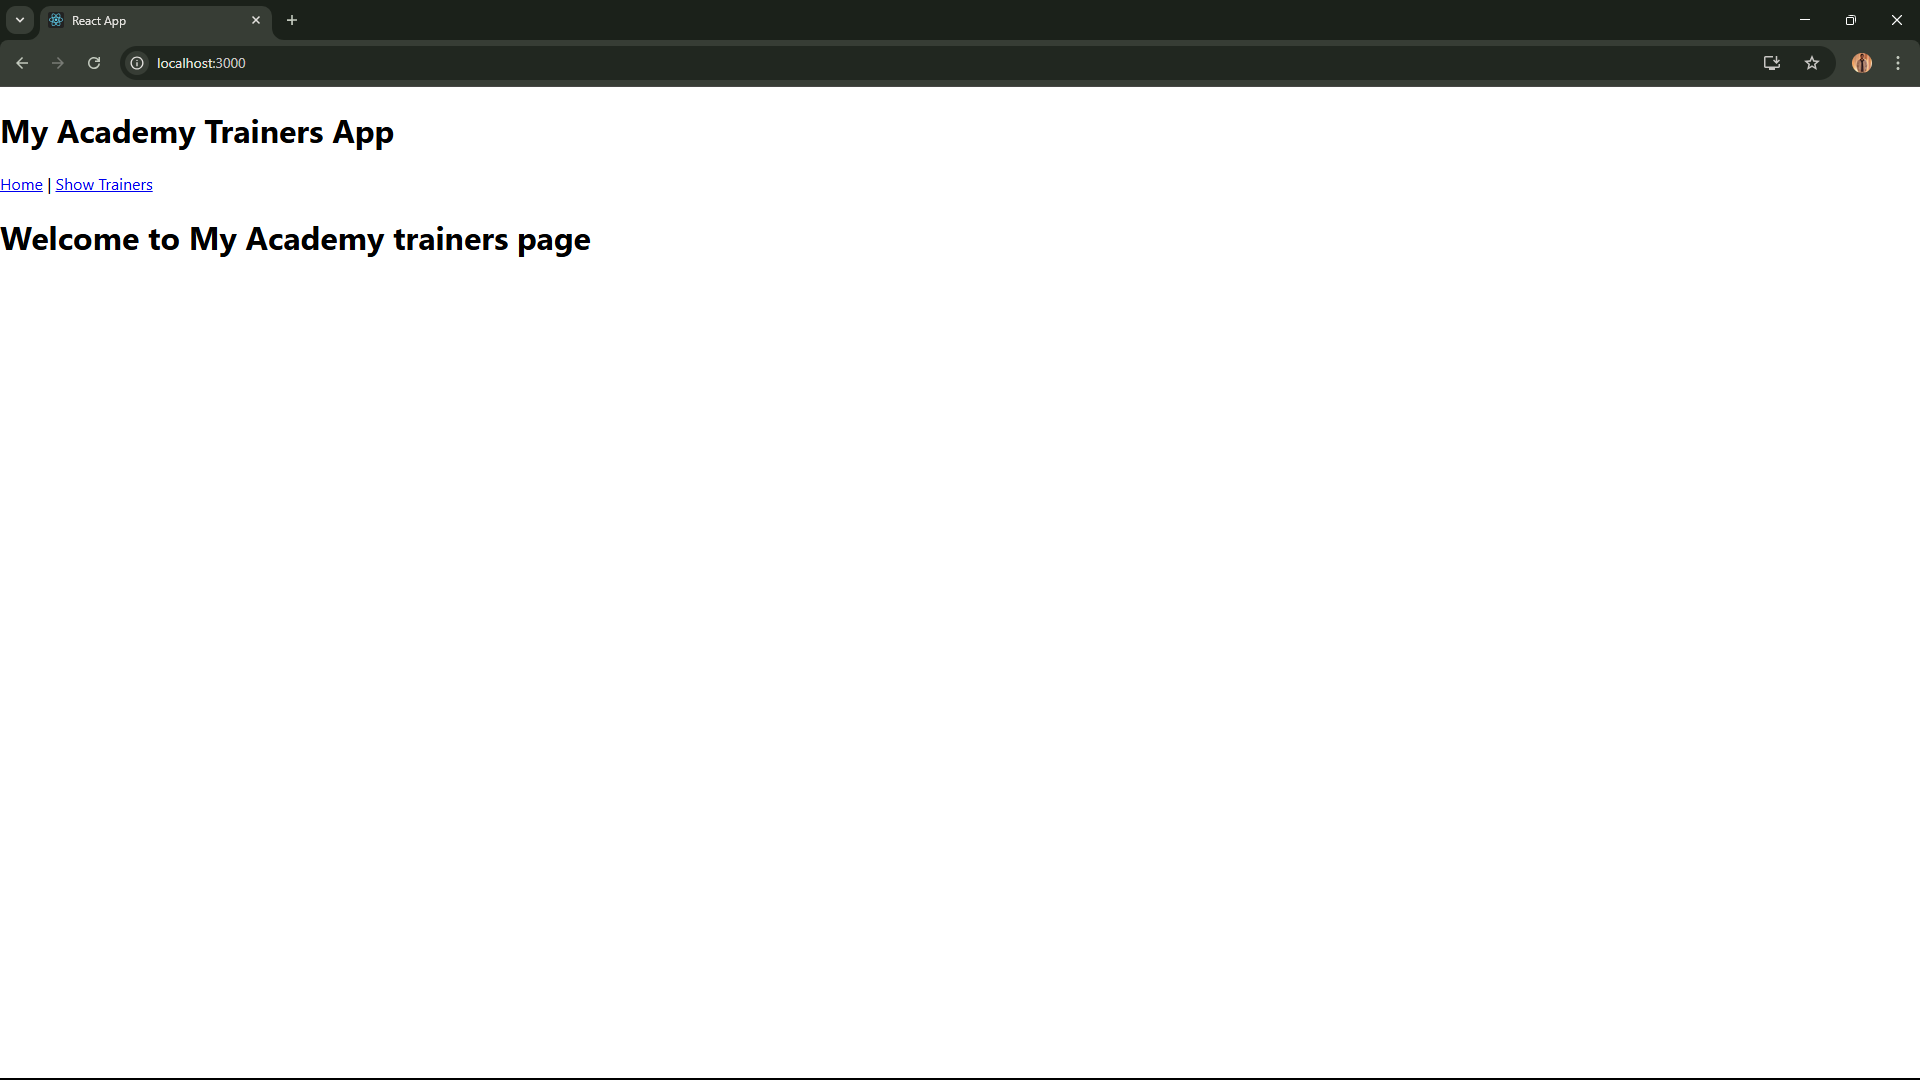 React App
localhost:3000
My Academy Trainers App
Home | Show Trainers
Welcome to My Academy trainers page